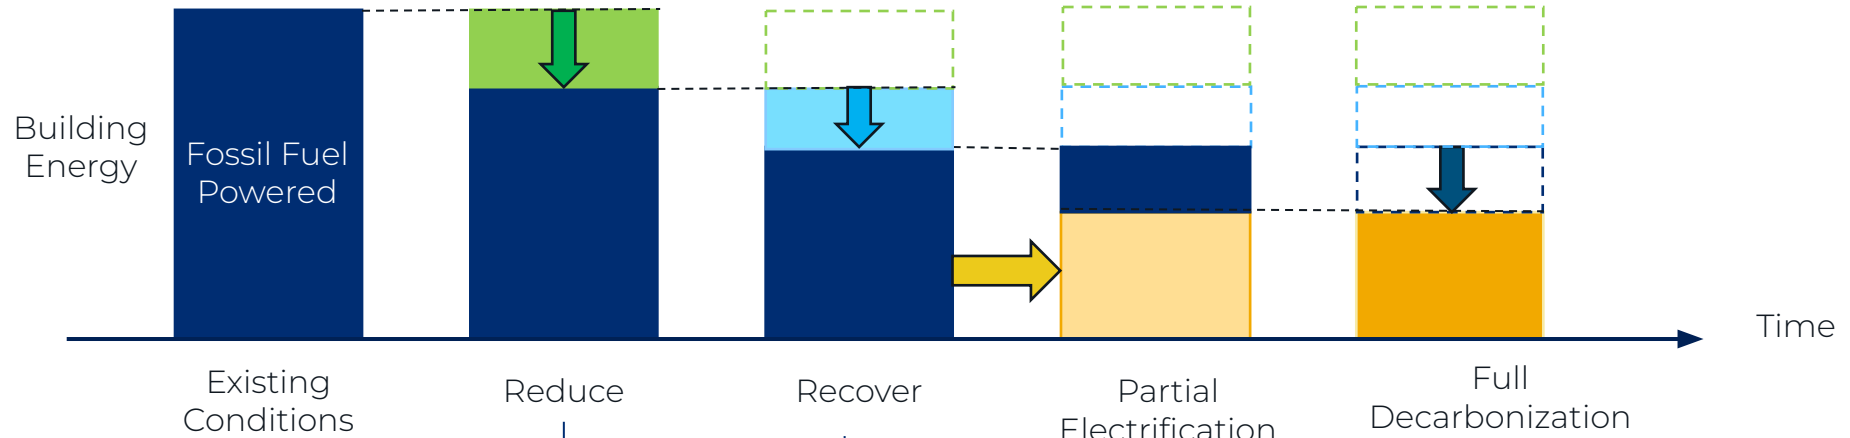 Building
Energy
Fossil Fuel
Powered
Time
Existing
Conditions
Reduce
Recover
Partial
Electrification
Full
Decarbonization